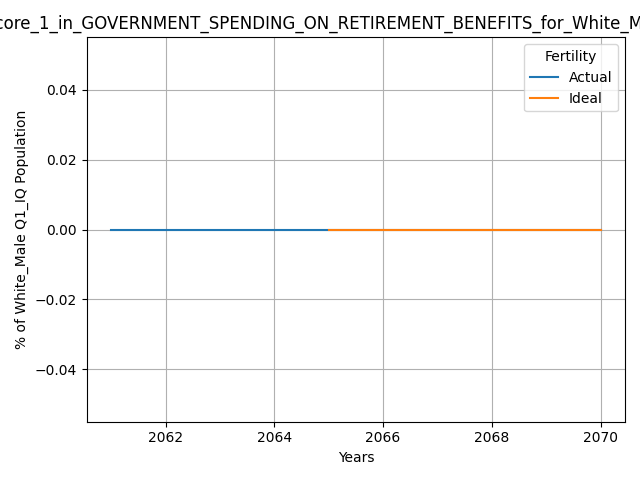 core_1_in_GOVERNMENT_SPENDING_ON_RETIREMENT_BENEFITS_for_White_M
Fertility
Actual
Ideal
0.04
0.02
0.00
−0.02
−0.04
% of White_Male Q1_IQ Population
2062 2064 2066 2068 2070
Years